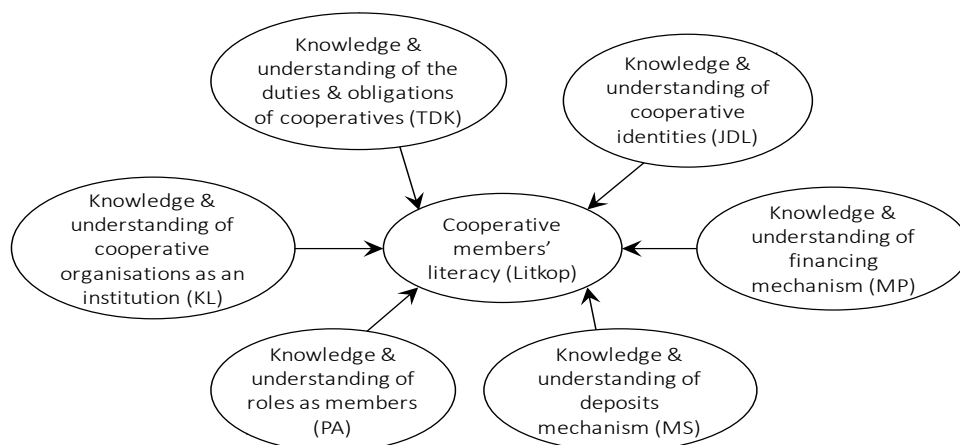 Knowledge &
understanding of the
duties & obligations
of cooperatives (TDK)
Knowledge &
understanding of
cooperative
identities (JDL)
Knowledge &
understanding of
cooperative
organisations as an
institution (KL)
Cooperative
members’
literacy (Litkop)
Knowledge &
understanding of
financing
mechanism (MP)
Knowledge &
understanding of
roles as members
(PA)
Knowledge &
understanding of
deposits
mechanism (MS)